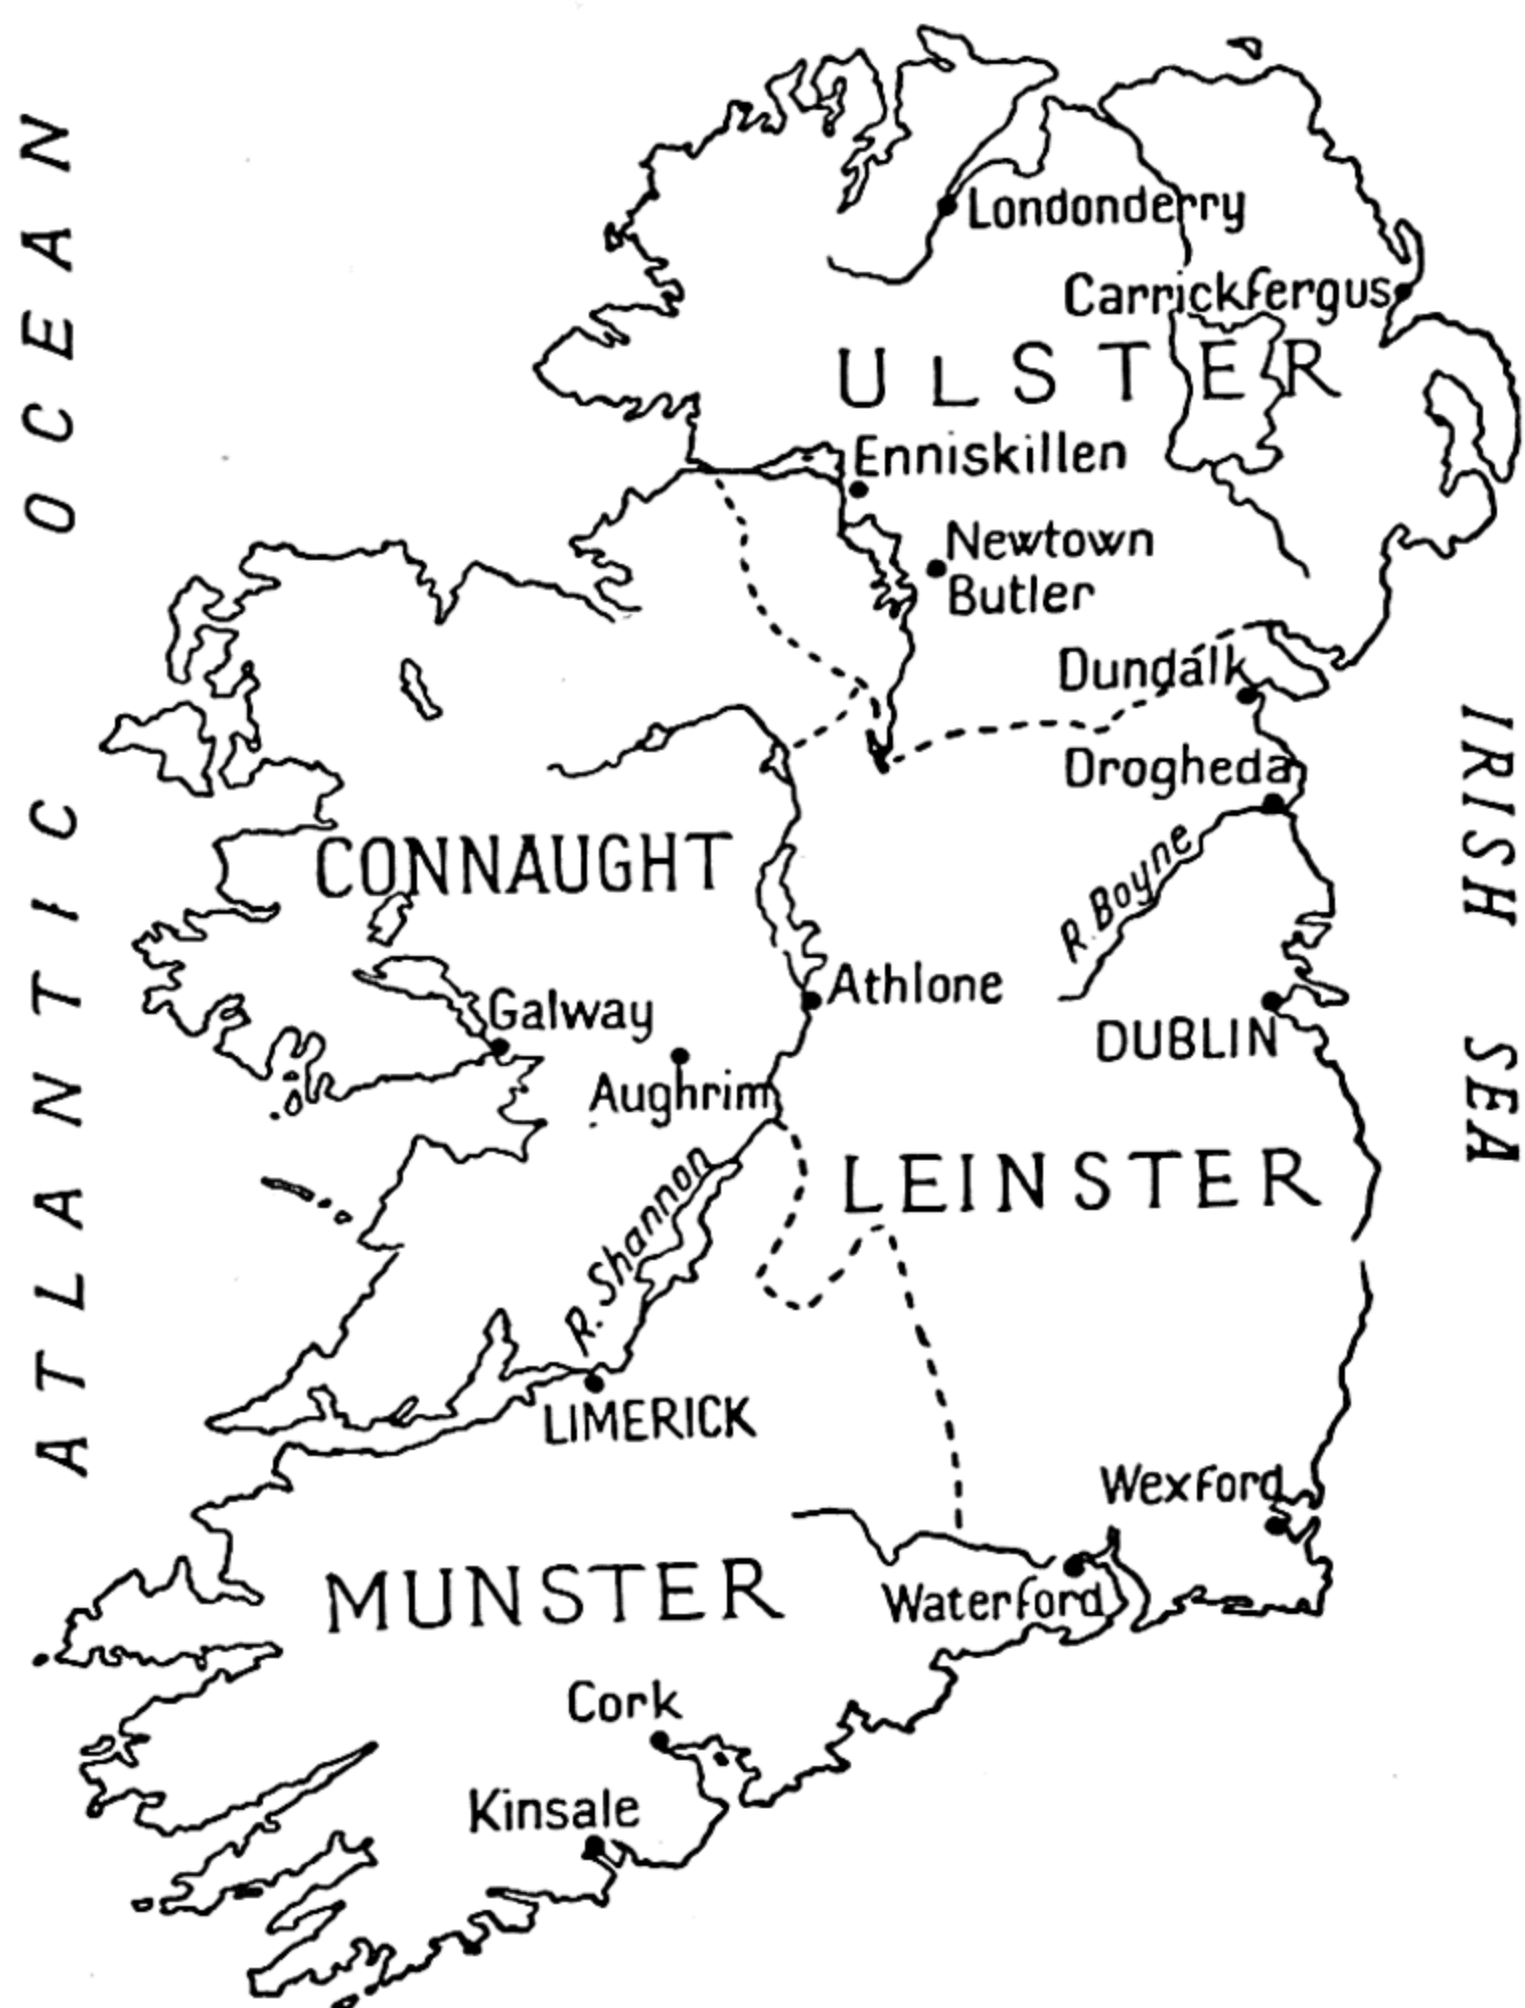 ATLANTIC OCEAN
Londonderry
Carrickfergus
ULSTER
Enniskillen
Newtown
Butler
Dundalk
IRISH SEA
Drogheda
CONNAUGHT
R. Boyne
Athlone
Galway
DUBLIN
Aughrim
LEINSTER
R. Shannon
LIMERICK
Wexford
MUNSTER
Waterford
Cork
Kinsale